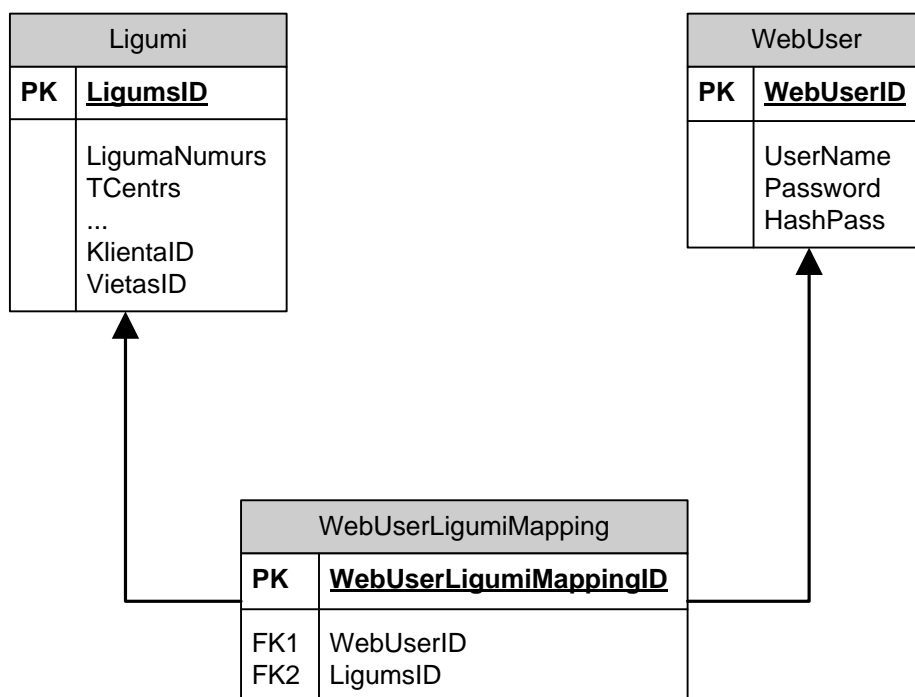 Ligumi
PK LigumsID
LigumaNumurs
TCentrs
...
KlientaID
VietasID
WebUser
PK WebUserID
UserName
Password
HashPass
WebUserLigumiMapping
PK WebUserLigumiMappingID
FK1 WebUserID
FK2 LigumsID